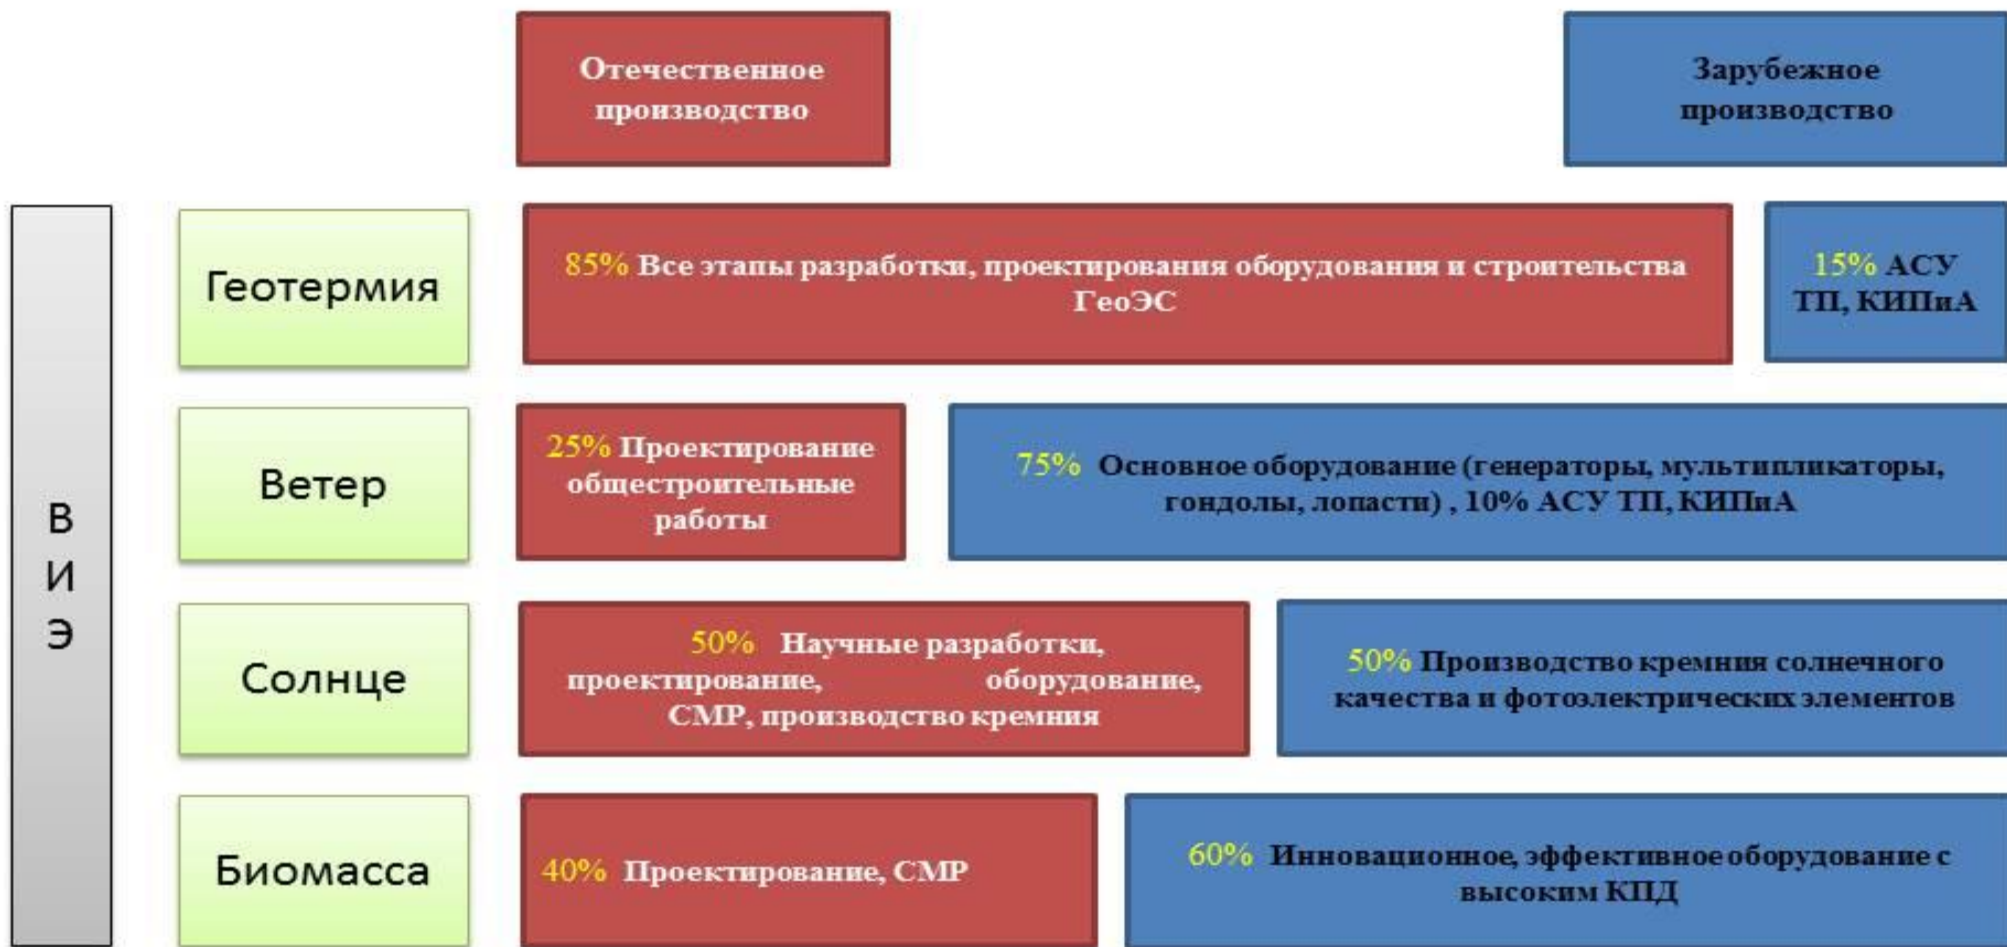 Отечественное
производство
Зарубежное
производство
В
И
Э
Геотермия
85% Все этапы разработки, проектирования оборудования и строительства
ГеоЭС
15% АСУ
ТП, КИПиА
Ветер
25% Проектирование
общестроительные
работы
75% Основное оборудование (генераторы, мультипликаторы,
гондолы, лопасти) , 10% АСУ ТП, КИПиА
Солнце
50% Научные разработки,
проектирование, оборудование,
СМР, производство кремния
50% Производство кремния солнечного
качества и фотоэлектрических элементов
Биомасса
40% Проектирование, СМР
60% Инновационное, эффективное оборудование с
высоким КПД